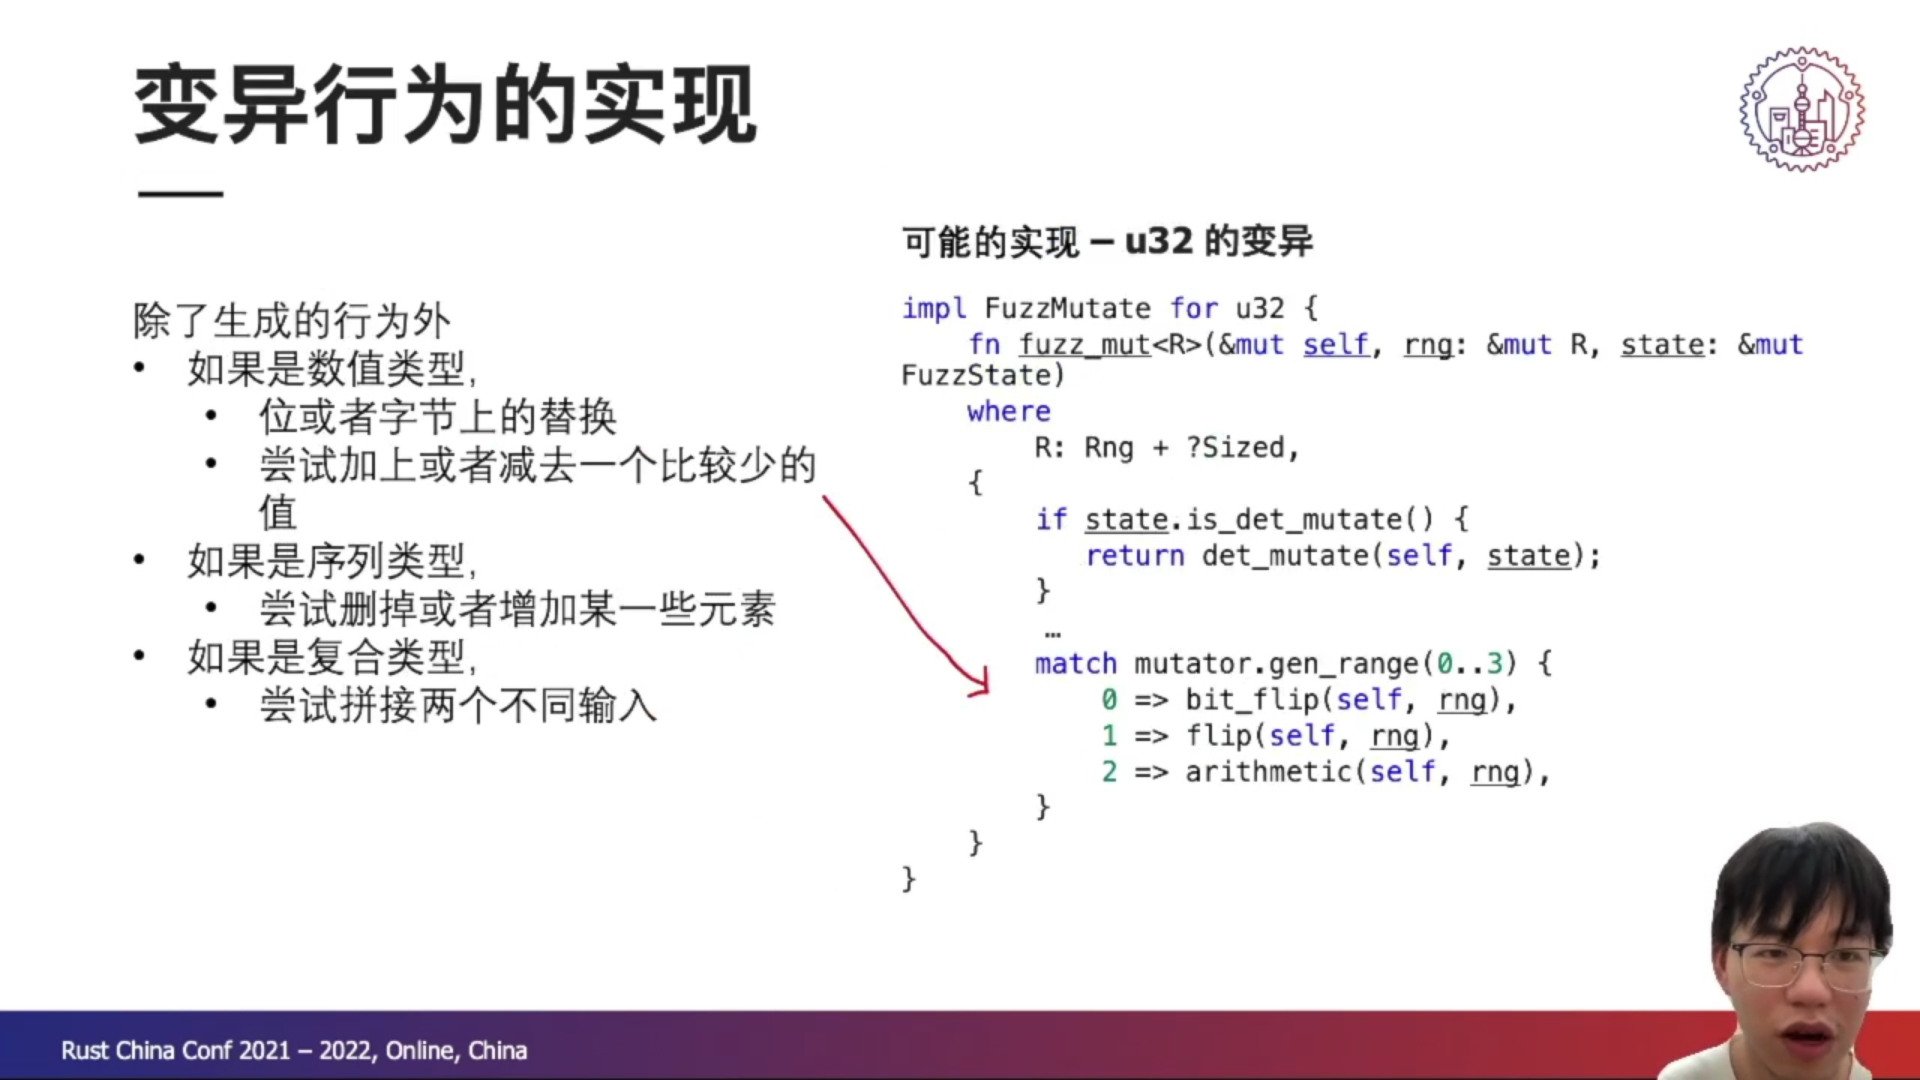 变异行为的实现
除了生成的行为外
• 如果是数值类型,
• 位或者字节上的替换
• 尝试加上或者减去一个比较少的
值
• 如果是序列类型,
• 尝试删掉或者增加某一些元素
• 如果是复合类型,
• 尝试拼接两个不同输入
可能的实现 – u32 的变异
impl FuzzMutate for u32 {
fn fuzz_mut<R>(&mut self, rng: &mut R, state: &mut
FuzzState)
where
R: Rng + ?Sized,
{
if state.is_det_mutate() {
return det_mutate(self, state);
}
…
match mutator.gen_range(0..3) {
0 => bit_flip(self, rng),
1 => flip(self, rng),
2 => arithmetic(self, rng),
}
}
}
Rust China Conf 2021 – 2022, Online, China